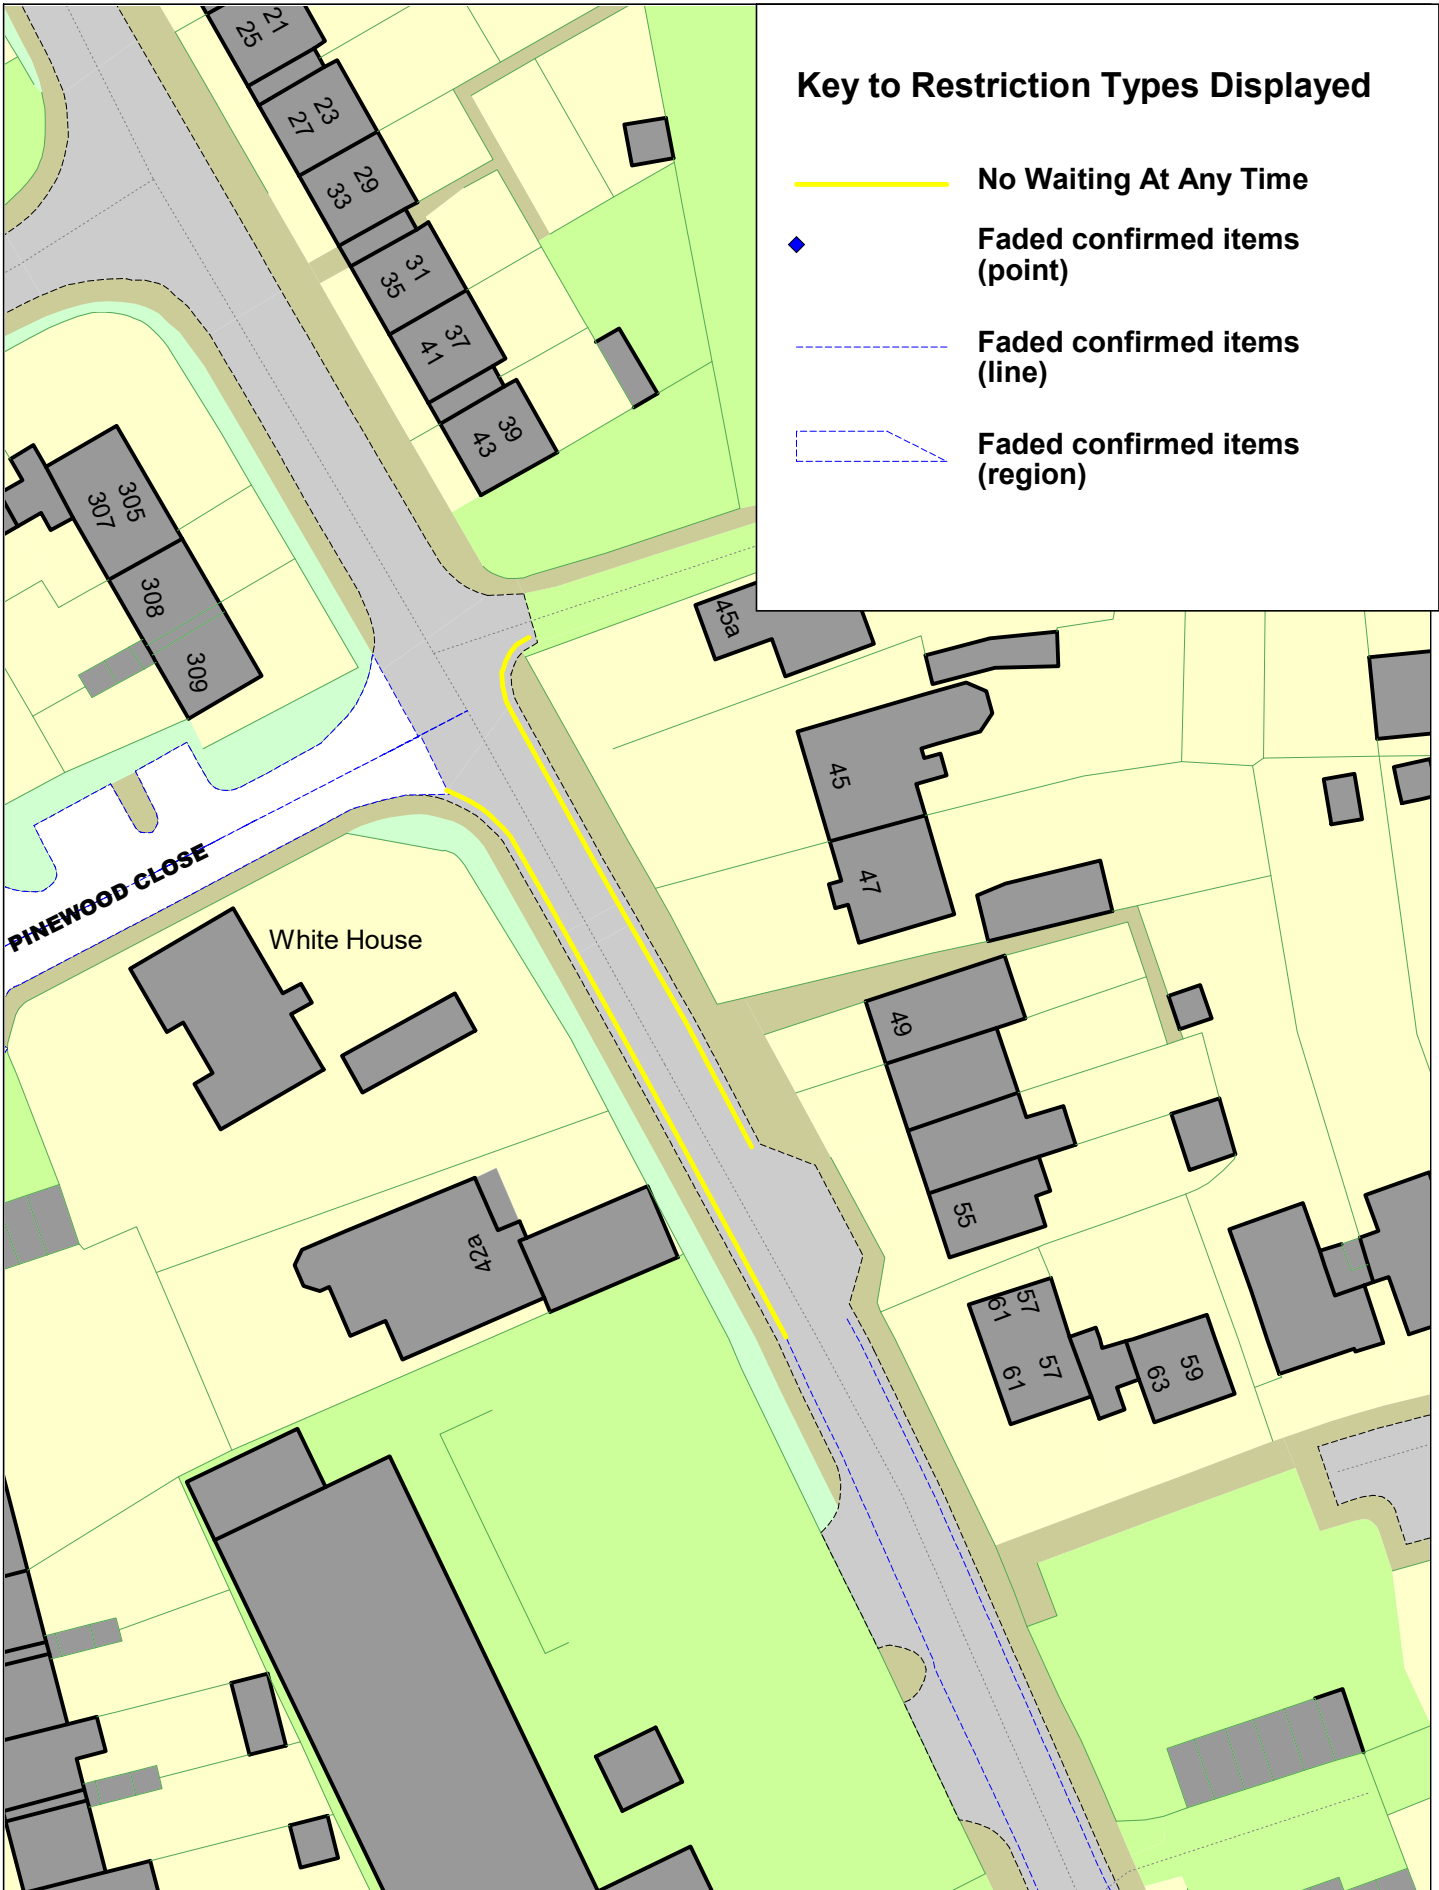 Key to Restriction Types Displayed
No Waiting At Any Time
Faded confirmed items
(point)
Faded confirmed items
(line)
Faded confirmed items
(region)
21
25
23
27
29
33
31
35
37
41
39
43
305
307
308
309
45a
45
47
PINEWOOD CLOSE
White House
49
55
42a
57
61
57
61
59
63